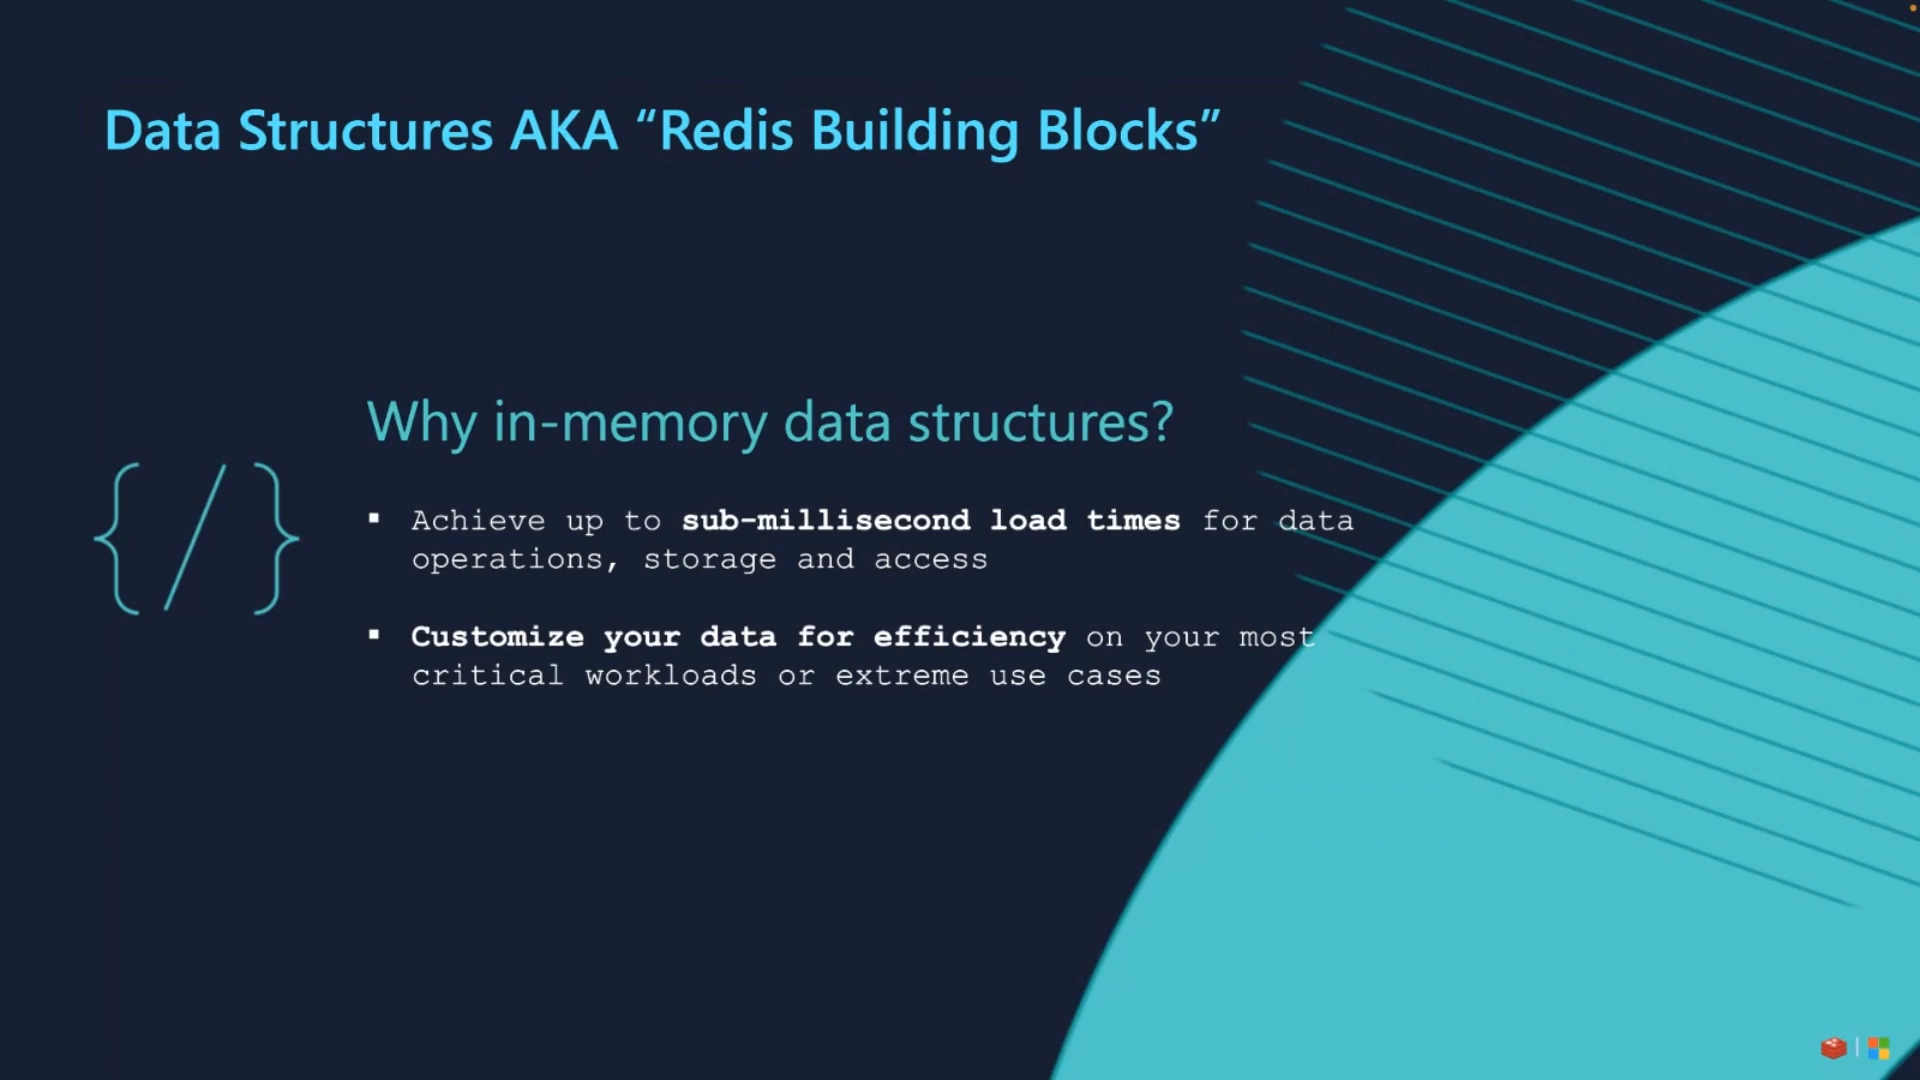 Data Structures AKA “Redis Building Blocks”
Why in-memory data structures?
{/}
▪ Achieve up to sub-millisecond load times for data
operations, storage and access
▪ Customize your data for efficiency on your most
critical workloads or extreme use cases